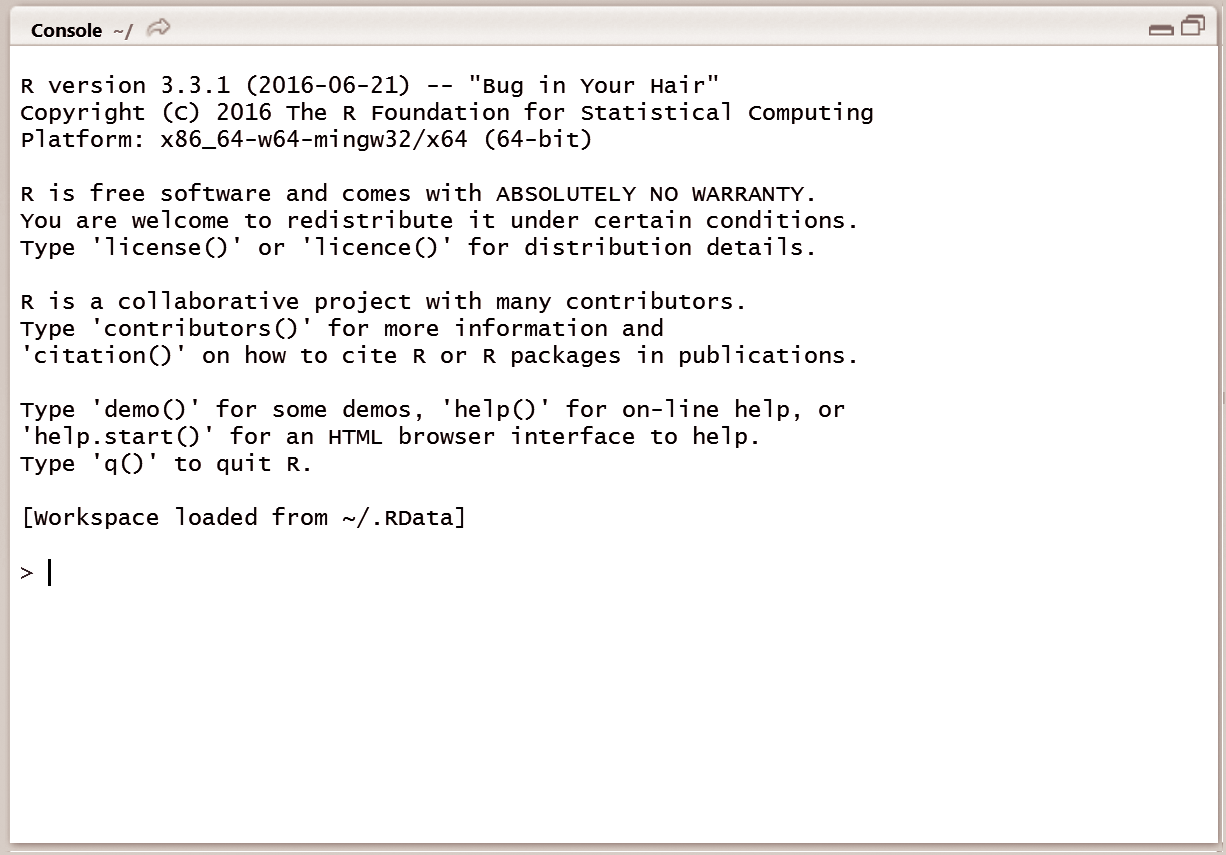 Console ~/
R version 3.3.1 (2016-06-21) -- "Bug in Your Hair"
Copyright (C) 2016 The R Foundation for Statistical Computing
Platform: x86_64-w64-mingw32/x64 (64-bit)
R is free software and comes with ABSOLUTELY NO WARRANTY.
You are welcome to redistribute it under certain conditions.
Type 'license()' or 'licence()' for distribution details.
R is a collaborative project with many contributors.
Type 'contributors()' for more information and
'citation()' on how to cite R or R packages in publications.
Type 'demo()' for some demos, 'help()' for on-line help, or
'help.start()' for an HTML browser interface to help.
Type 'q()' to quit R.
[Workspace loaded from ~/.RData]
>